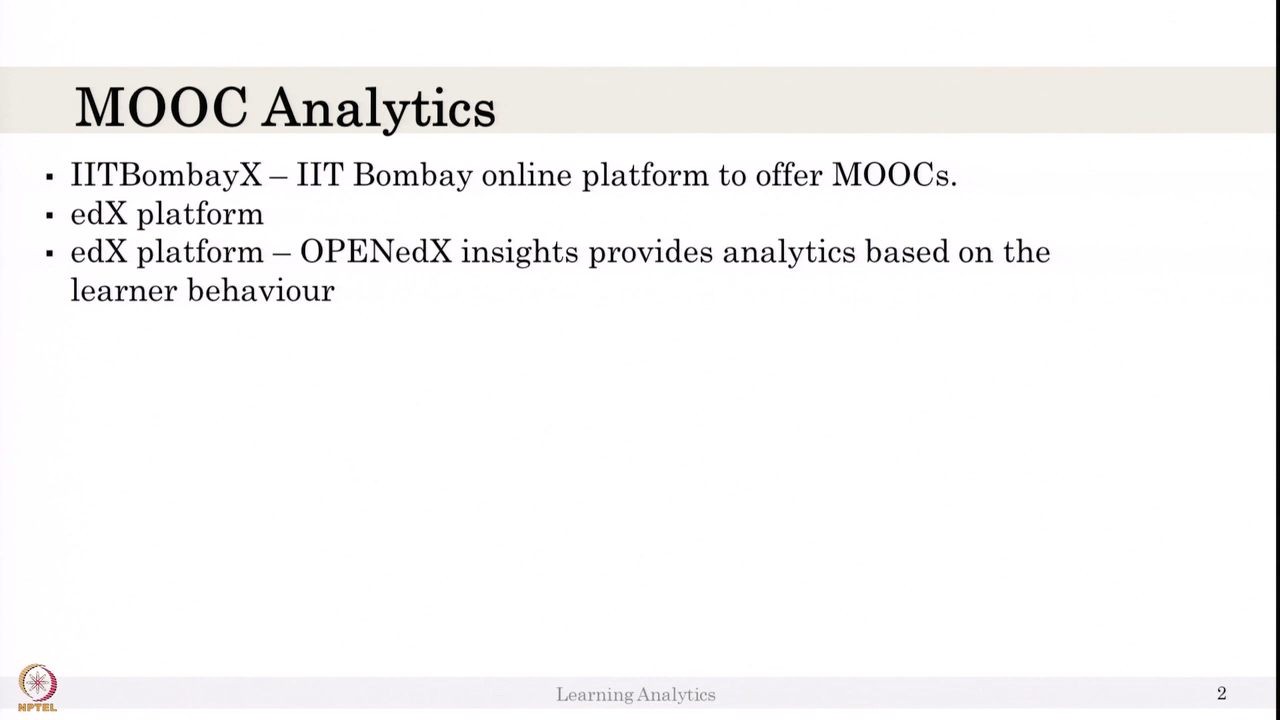 MOOC Analytics
▪ IITBombayX – IIT Bombay online platform to offer MOOCs.
▪ edX platform
▪ edX platform – OPENedX insights provides analytics based on the
learner behaviour
NPTEL
Learning Analytics
2